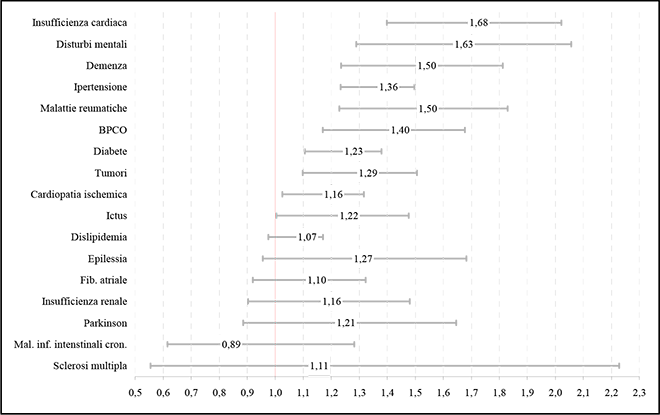 Insufficienza cardiaca 1,68
Disturbi mentali 1,63
Demenza 1,50
Ipertensione 1,36
Malattie reumatiche 1,50
BPCO 1,40
Diabete 1,23
Tumori 1,29
Cardiopatia ischemica 1,16
Ictus 1,22
Dislipidemia 1,07
Epilessia 1,27
Fib. atriale 1,10
Insufficienza renale 1,16
Parkinson 1,21
Mal. inf. intenstinali cron. 0,89
Sclerosi multipla 1,11
0,5 0,6 0,7 0,8 0,9 1,0 1,1 1,2 1,3 1,4 1,5 1,6 1,7 1,8 1,9 2,0 2,1 2,2 2,3